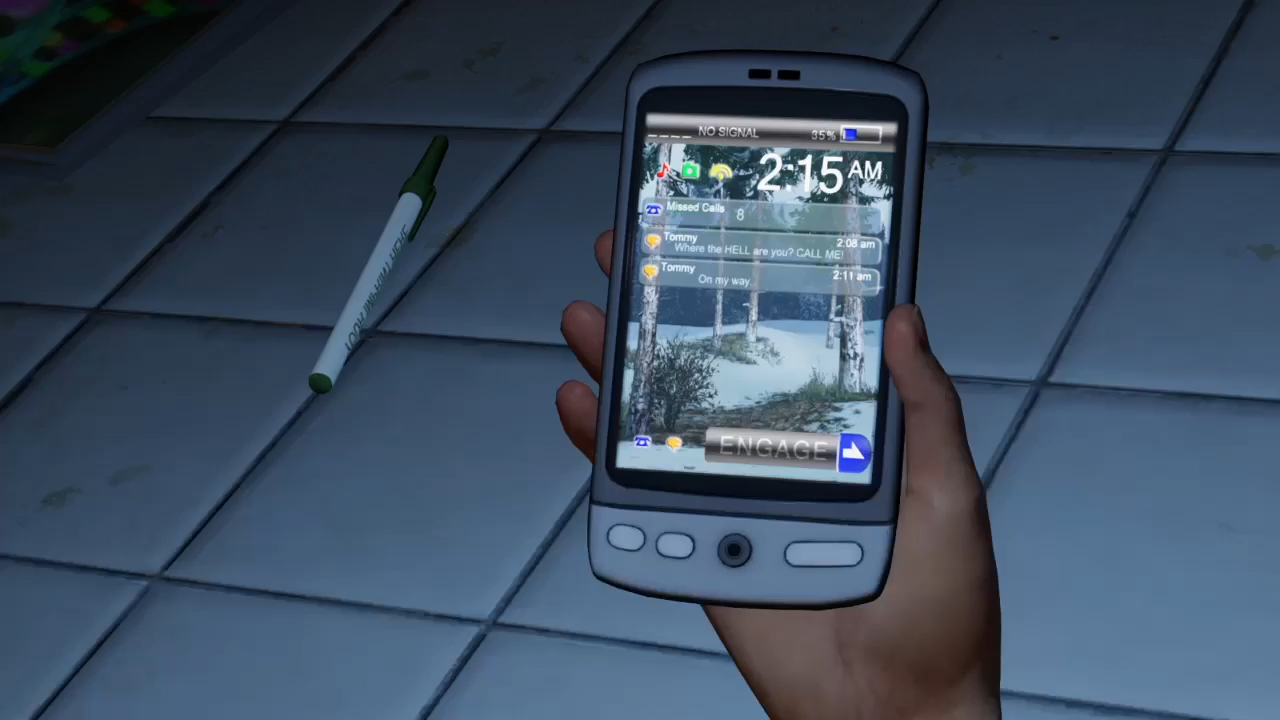 NO SIGNAL 35%
2:15 AM
Missed Calls
8
Tommy 2:08 am
Where the HELL are you? CALL ME!
Tommy 2:11 am
On my way.
ENGAGE